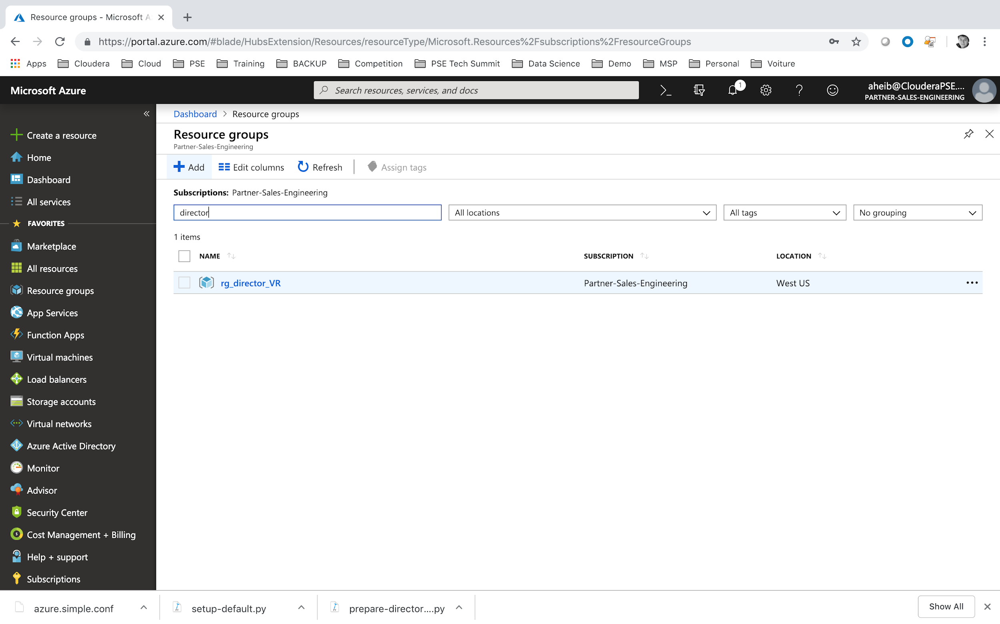 Resource groups - Microsoft A
https://portal.azure.com/#blade/HubsExtension/Resources/resourceType/Microsoft.Resources%2Fsubscriptions%2FresourceGroups
Apps Cloudera Cloud PSE Training BACKUP Competition PSE Tech Summit Data Science Demo MSP Personal Voiture
Microsoft Azure
Search resources, services, and docs
1
aheib@ClouderaPSE....
PARTNER-SALES-ENGINEERING
Create a resource
Home
Dashboard
All services
FAVORITES
Marketplace
All resources
Resource groups
App Services
Function Apps
Virtual machines
Load balancers
Storage accounts
Virtual networks
Azure Active Directory
Monitor
Advisor
Security Center
Cost Management + Billing
Help + support
Subscriptions
Dashboard > Resource groups
Resource groups
Partner-Sales-Engineering
Add Edit columns Refresh Assign tags
Subscriptions: Partner-Sales-Engineering
director All locations All tags No grouping
1 items
NAME SUBSCRIPTION LOCATION
rg_director_VR Partner-Sales-Engineering West US
azure.simple.conf setup-default.py prepare-director....py Show All